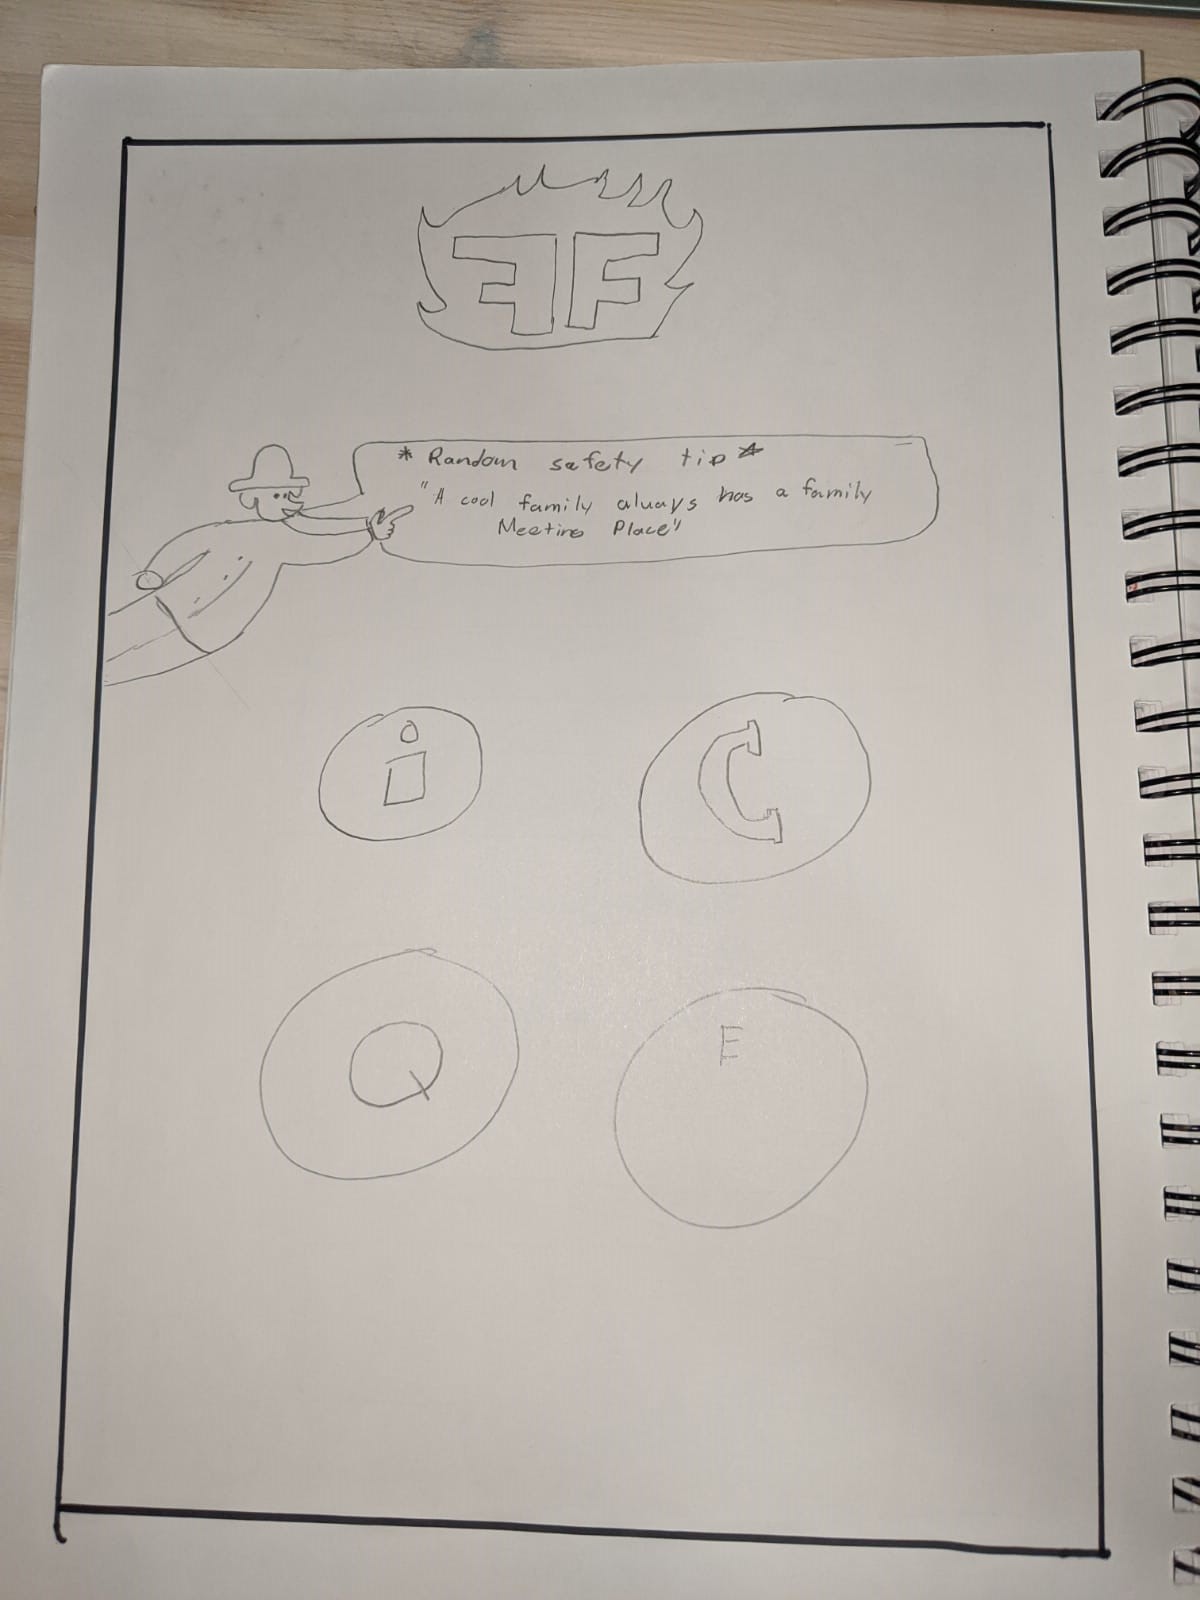 FF
* Random safety tip *
"A cool family always has a family
Meeting Place"
i
Q
E